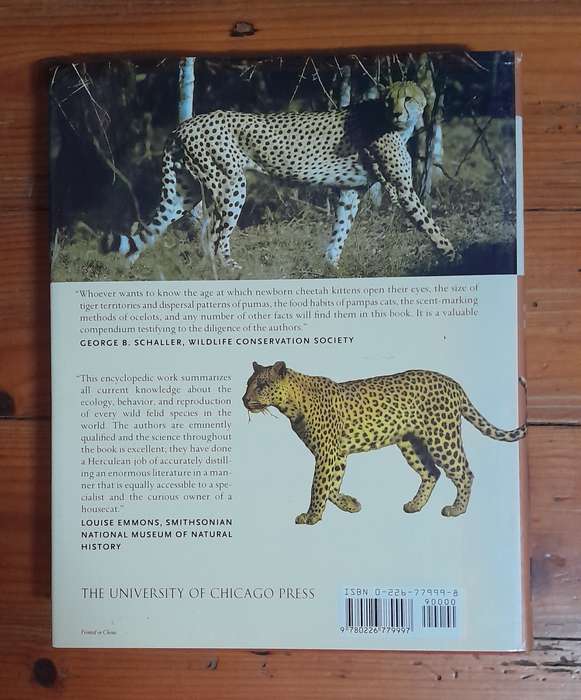 "Whoever wants to know the age at which newborn cheetah kittens open their eyes, the size of
tiger territories and dispersal patterns of pumas, the food habits of pampas cats, the scent-marking
methods of ocelots, and any number of other facts will find them in this book. It is a valuable
compendium testifying to the diligence of the authors."
GEORGE B. SCHALLER, WILDLIFE CONSERVATION SOCIETY
"This encyclopedic work summarizes
all current knowledge about the
ecology, behavior, and reproduction
of every wild felid species in the
world. The authors are eminently
qualified and the science throughout
the book is excellent; they have done
a Herculean job of accurately distill-
ing an enormous literature in a man-
ner that is equally accessible to a spe-
cialist and the curious owner of a
housecat."
LOUISE EMMONS, SMITHSONIAN
NATIONAL MUSEUM OF NATURAL
HISTORY
THE UNIVERSITY OF CHICAGO PRESS
Printed in China
ISBN 0-226-77999-8
90000
9 780226 779997